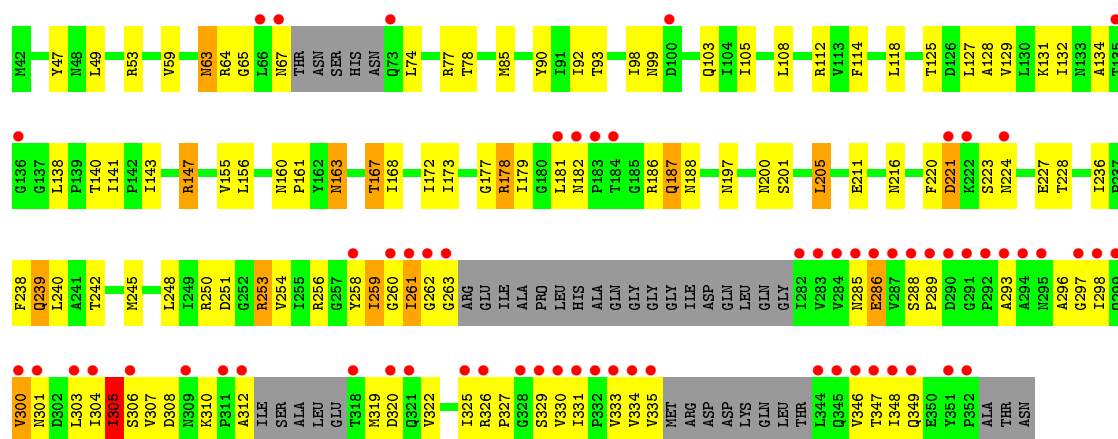 M42 Y47 N48 L49 R53 V59 N63 R64 G65 L66 N67 THR ASN SER HIS ASN Q73 L74 R77 T78 M85 Y90 I91 I92 T93 I98 N99 D100 Q103 I104 I105 L108 R112 V113 F114 L118 T125 D126 L127 A128 V129 L130 K131 I132 N133 A134 T135
G136 G137 L138 P139 T140 I141 P142 I143 R147 V155 L156 N160 P161 Y162 N163 T167 I168 I172 I173 G177 R178 I179 G180 L181 N182 P183 T184 G185 R186 Q187 N188 N197 N200 S201 L205 E211 N216 F220 D221 K222 S223 N224 E227 T228 I236
F238 Q239 L240 A241 T242 M245 L248 I249 R250 D251 G252 R253 V254 I255 R256 G257 Y258 I259 G260 I261 G262 G263 ARG GLU ILE ALA PRO LEU HIS ALA GLN GLY GLY GLY ILE ASP GLN LEU GLN GLY I282 V283 V284 N285 E286 V287 S288 P289 D290 G291 P292 A293 A294 N295 A296 G297 I298
V300 N301 D302 L303 I304 I305 S306 V307 D308 N309 K310 P311 A312 ILE SER ALA LEU GLU T318 M319 D320 Q321 V322 I325 R326 P327 G328 S329 V330 I331 P332 V333 V334 V335 MET ARG ASP ASP LYS GLN LEU THR L344 Q345 V346 T347 I348 Q349 E350 Y351 P352 ALA THR ASN